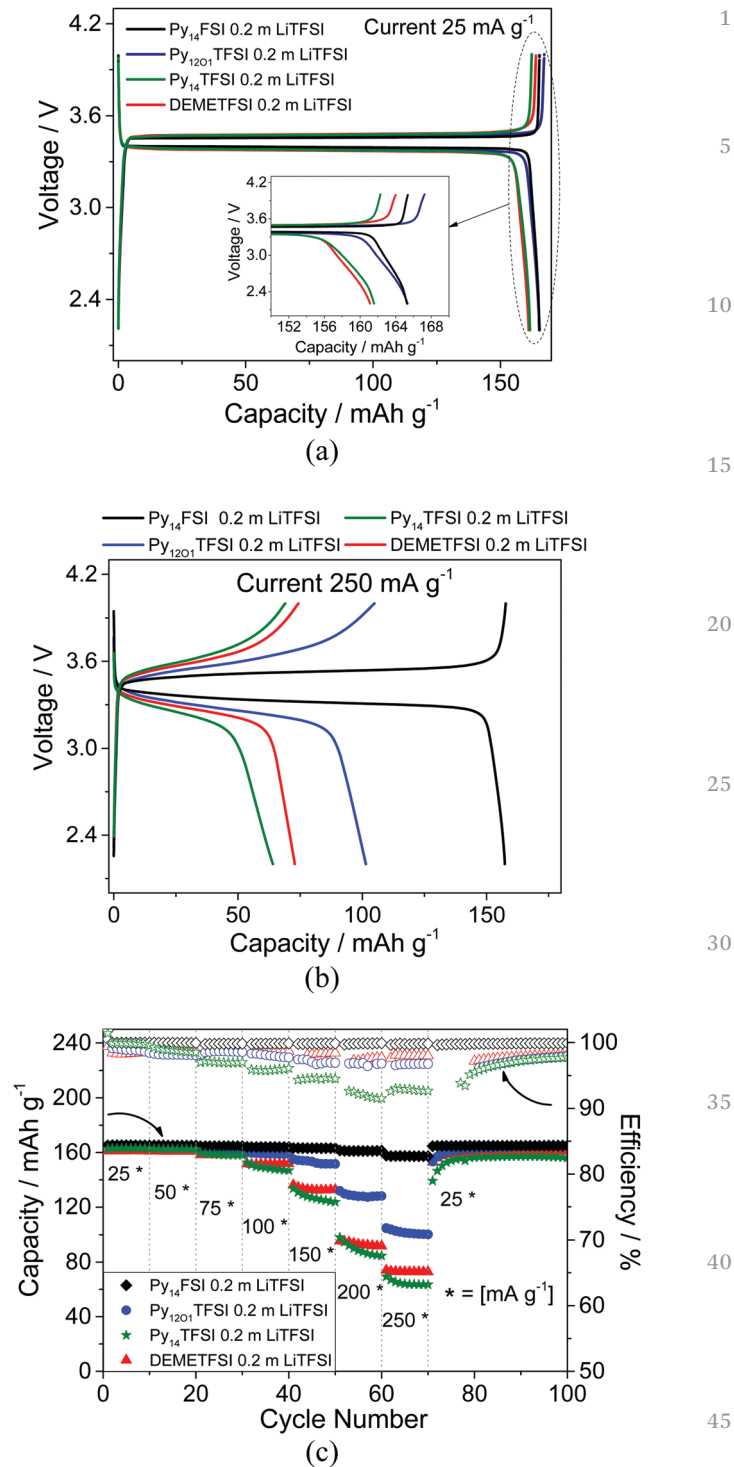 Py₁₄FSI 0.2 m LiTFSI
Current 25 mA g⁻¹
Py₁₂₀₁TFSI 0.2 m LiTFSI
Py₁₄TFSI 0.2 m LiTFSI
DEMETFSI 0.2 m LiTFSI
4.2
3.6
3.0
2.4
Voltage / V
4.2
3.6
3.0
2.4
Voltage / V
152 156 160 164 168
Capacity / mAh g⁻¹
0 50 100 150
Capacity / mAh g⁻¹
(a)
Py₁₄FSI 0.2 m LiTFSI
Py₁₄TFSI 0.2 m LiTFSI
Py₁₂₀₁TFSI 0.2 m LiTFSI
DEMETFSI 0.2 m LiTFSI
Current 250 mA g⁻¹
4.2
3.6
3.0
2.4
Voltage / V
0 50 100 150
Capacity / mAh g⁻¹
(b)
240
200
160
120
80
40
0
Capacity / mAh g⁻¹
100
90
80
70
60
50
Efficiency / %
25 *
50 *
75 *
100 *
150 *
200 *
250 *
25 *
* = [mA g⁻¹]
Py₁₄FSI 0.2 m LiTFSI
Py₁₂₀₁TFSI 0.2 m LiTFSI
Py₁₄TFSI 0.2 m LiTFSI
DEMETFSI 0.2 m LiTFSI
0 20 40 60 80 100
Cycle Number
(c)
1
5
10
15
20
25
30
35
40
45